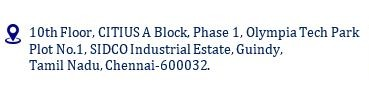 10th Floor, CITIUS A Block, Phase 1, Olympia Tech Park
Plot No.1, SIDCO Industrial Estate, Guindy,
Tamil Nadu, Chennai-600032.